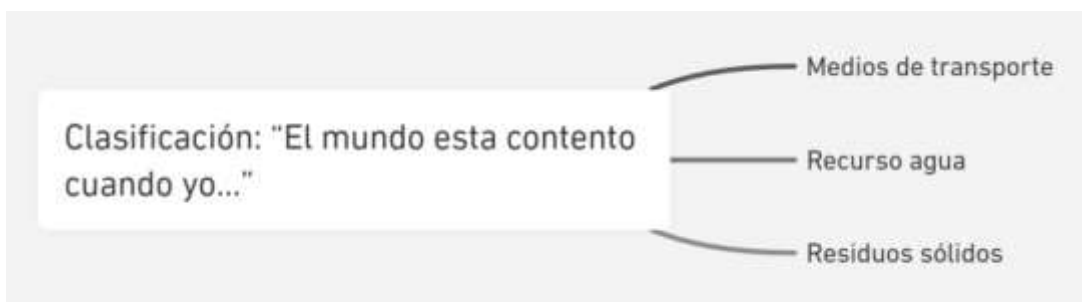 Clasificación: "El mundo esta contento
cuando yo..."
Medios de transporte
Recurso agua
Residuos sólidos